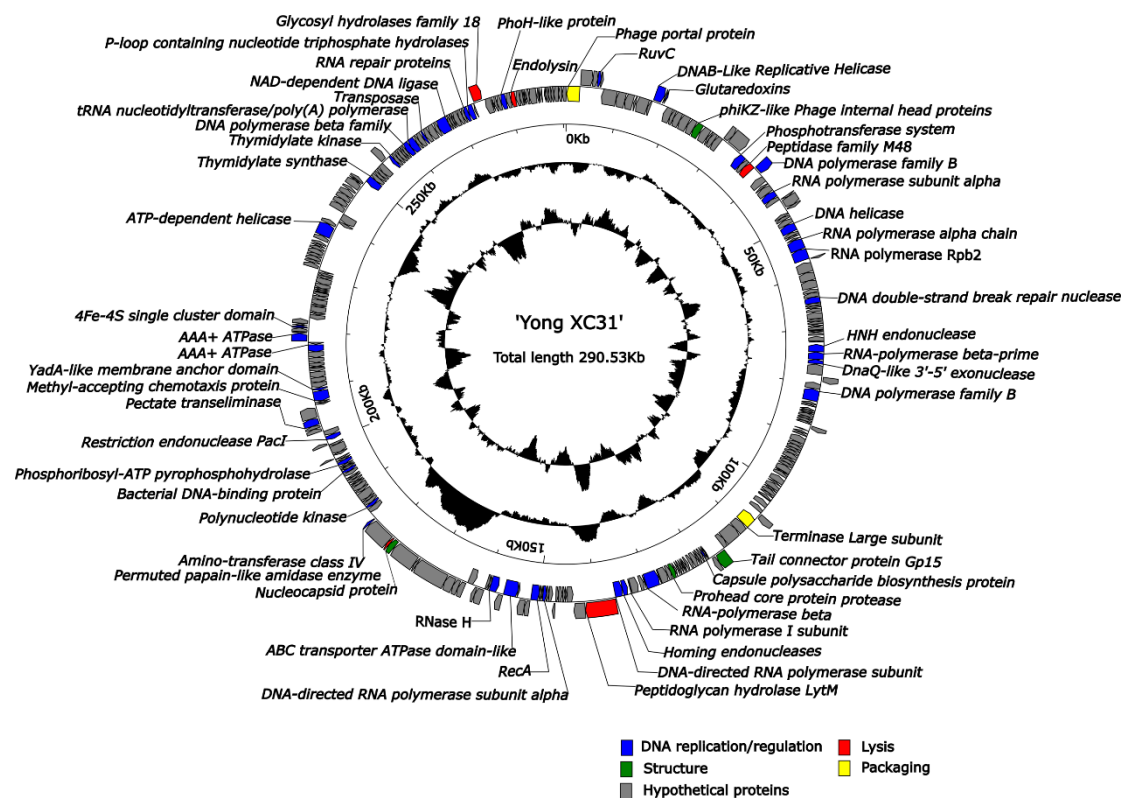 Glycosyl hydrolases family 18
P-loop containing nucleotide triphosphate hydrolases
RNA repair proteins
NAD-dependent DNA ligase
Transposase
tRNA nucleotidyltransferase/poly(A) polymerase
DNA polymerase beta family
Thymidylate kinase
Thymidylate synthase
ATP-dependent helicase
4Fe-4S single cluster domain
AAA+ ATPase
AAA+ ATPase
YadA-like membrane anchor domain
Methyl-accepting chemotaxis protein
Pectate transeliminase
Restriction endonuclease PacI
Phosphoribosyl-ATP pyrophosphohydrolase
Bacterial DNA-binding protein
Polynucleotide kinase
Amino-transferase class IV
Permuted papain-like amidase enzyme
Nucleocapsid protein
RNase H
ABC transporter ATPase domain-like
RecA
DNA-directed RNA polymerase subunit alpha
PhoH-like protein
Endolysin
Phage portal protein
RuvC
DNAB-Like Replicative Helicase
Glutaredoxins
phiKZ-like Phage Internal head proteins
Phosphotransferase system
Peptidase family M48
DNA polymerase family B
RNA polymerase subunit alpha
DNA helicase
RNA polymerase alpha chain
RNA polymerase Rpb2
DNA double-strand break repair nuclease
HNH endonuclease
RNA-polymerase beta-prime
DnaQ-like 3'-5' exonuclease
DNA polymerase family B
Terminase Large subunit
Tail connector protein Gp15
Capsule polysaccharide biosynthesis protein
Prohead core protein protease
RNA-polymerase beta
RNA polymerase I subunit
Homing endonucleases
DNA-directed RNA polymerase subunit
Peptidoglycan hydrolase LytM
0Kb
50Kb
100Kb
150Kb
200Kb
250Kb
'Yong XC31'
Total length 290.53Kb
DNA replication/regulation
Structure
Hypothetical proteins
Lysis
Packaging